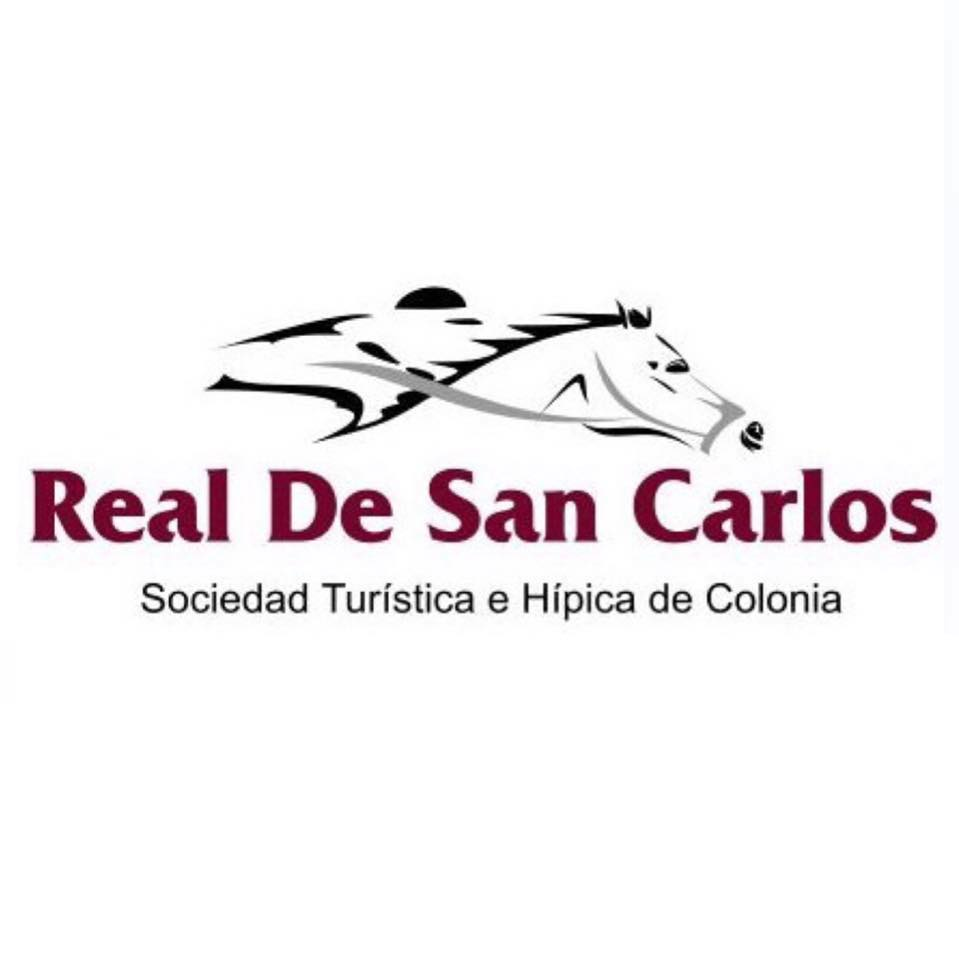 Real De San Carlos
Sociedad Turística e Hípica de Colonia